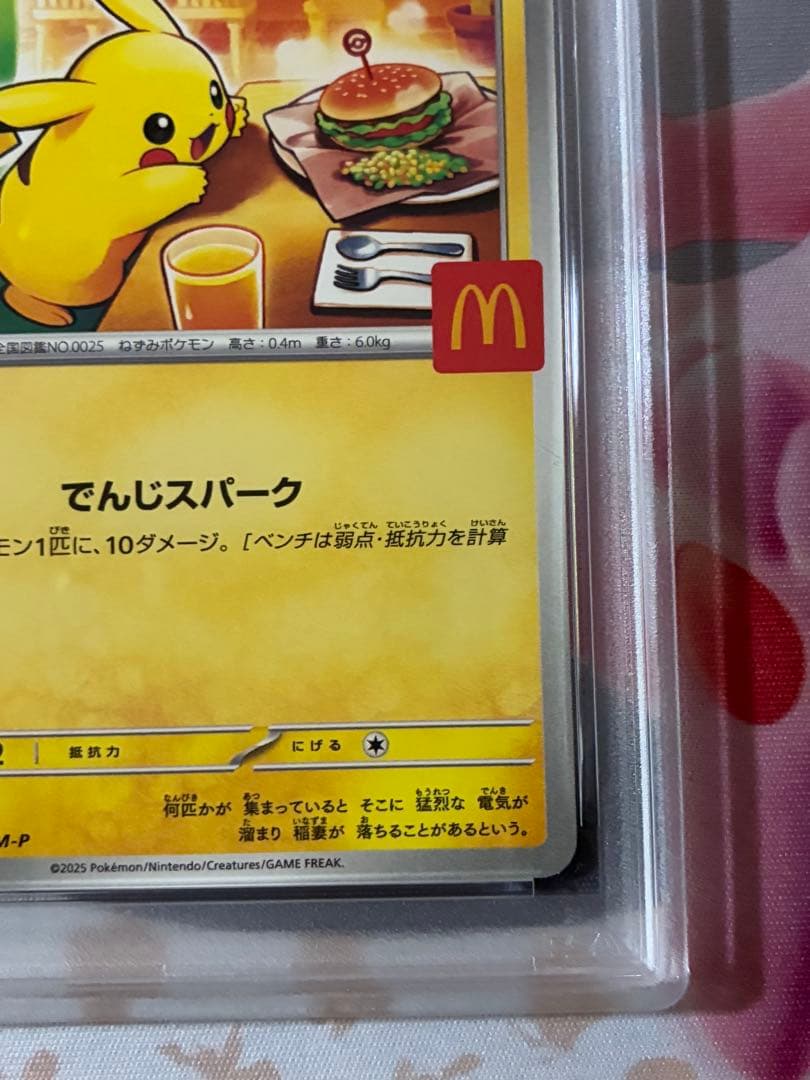 全国図鑑NO.0025 ねずみポケモン 高さ:0.4m 重さ:6.0kg
でんじスパーク
モン1匹に、10ダメージ。[ベンチは弱点・抵抗力を計算
抵抗力 にげる
何匹かが 集まっていると そこに 猛烈な 電気が
溜まり 稲妻が 落ちることがあるという。
M-P
©2025 Pokémon/Nintendo/Creatures/GAME FREAK.